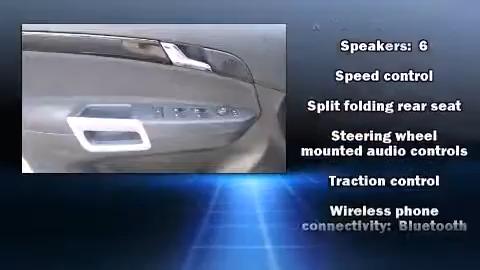 Speakers: 6
Speed control
Split folding rear seat
Steering wheel
mounted audio controls
Traction control
Wireless phone
connectivity: Bluetooth